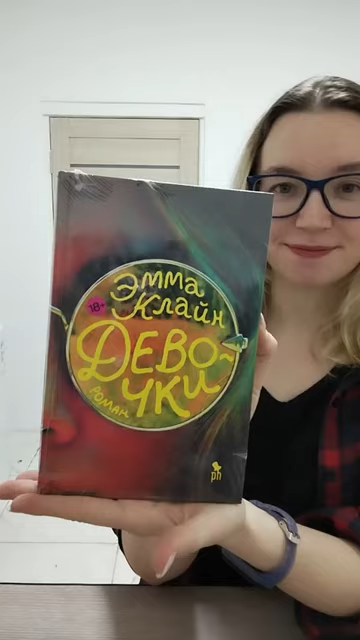 Эмма
Клайн
18+
Дево-
чки
роман
ph